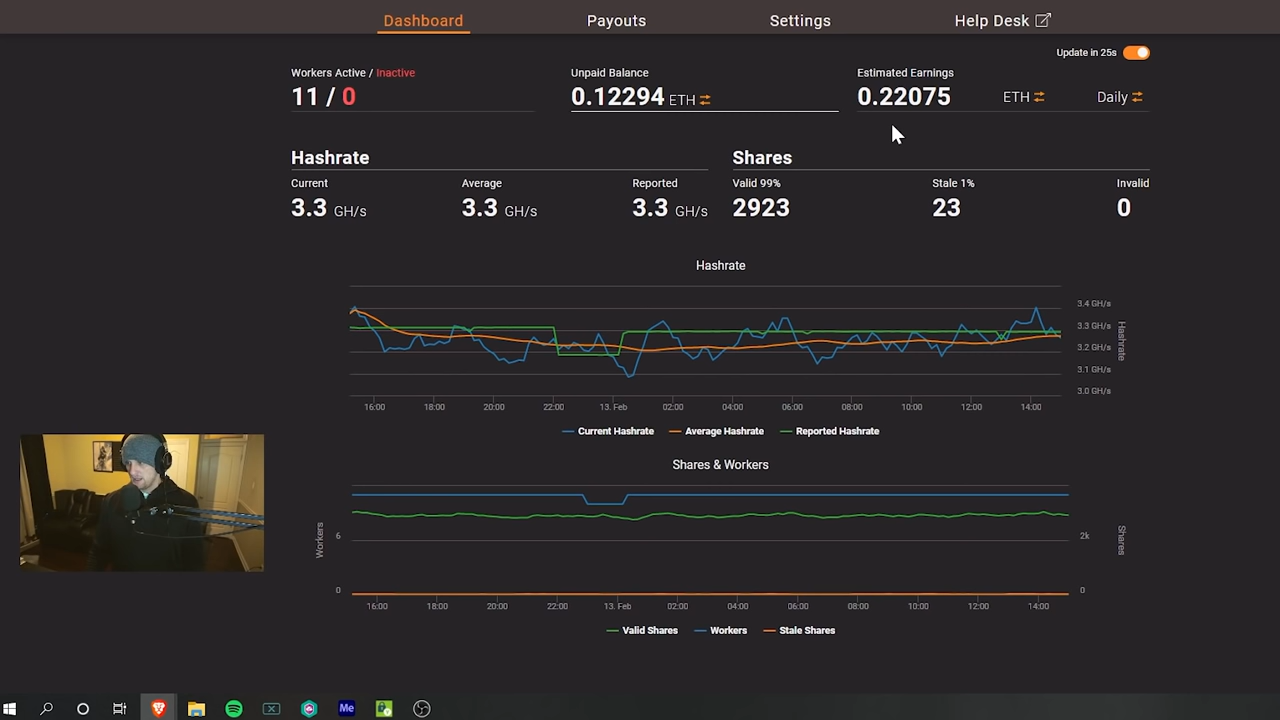 Dashboard Payouts Settings Help Desk
Update in 25s
Workers Active / Inactive Unpaid Balance Estimated Earnings
11 / 0 0.12294 ETH 0.22075 ETH Daily
Hashrate Shares
Current Average Reported Valid 99% Stale 1% Invalid
3.3 GH/s 3.3 GH/s 3.3 GH/s 2923 23 0
Hashrate
3.4 GH/s
3.3 GH/s
3.2 GH/s
3.1 GH/s
3.0 GH/s
Hashrate
16:00 18:00 20:00 22:00 13. Feb 02:00 04:00 06:00 08:00 10:00 12:00 14:00
Current Hashrate Average Hashrate Reported Hashrate
Shares & Workers
Workers
6 2k
0 0
Shares
16:00 18:00 20:00 22:00 13. Feb 02:00 04:00 06:00 08:00 10:00 12:00 14:00
Valid Shares Workers Stale Shares
Me